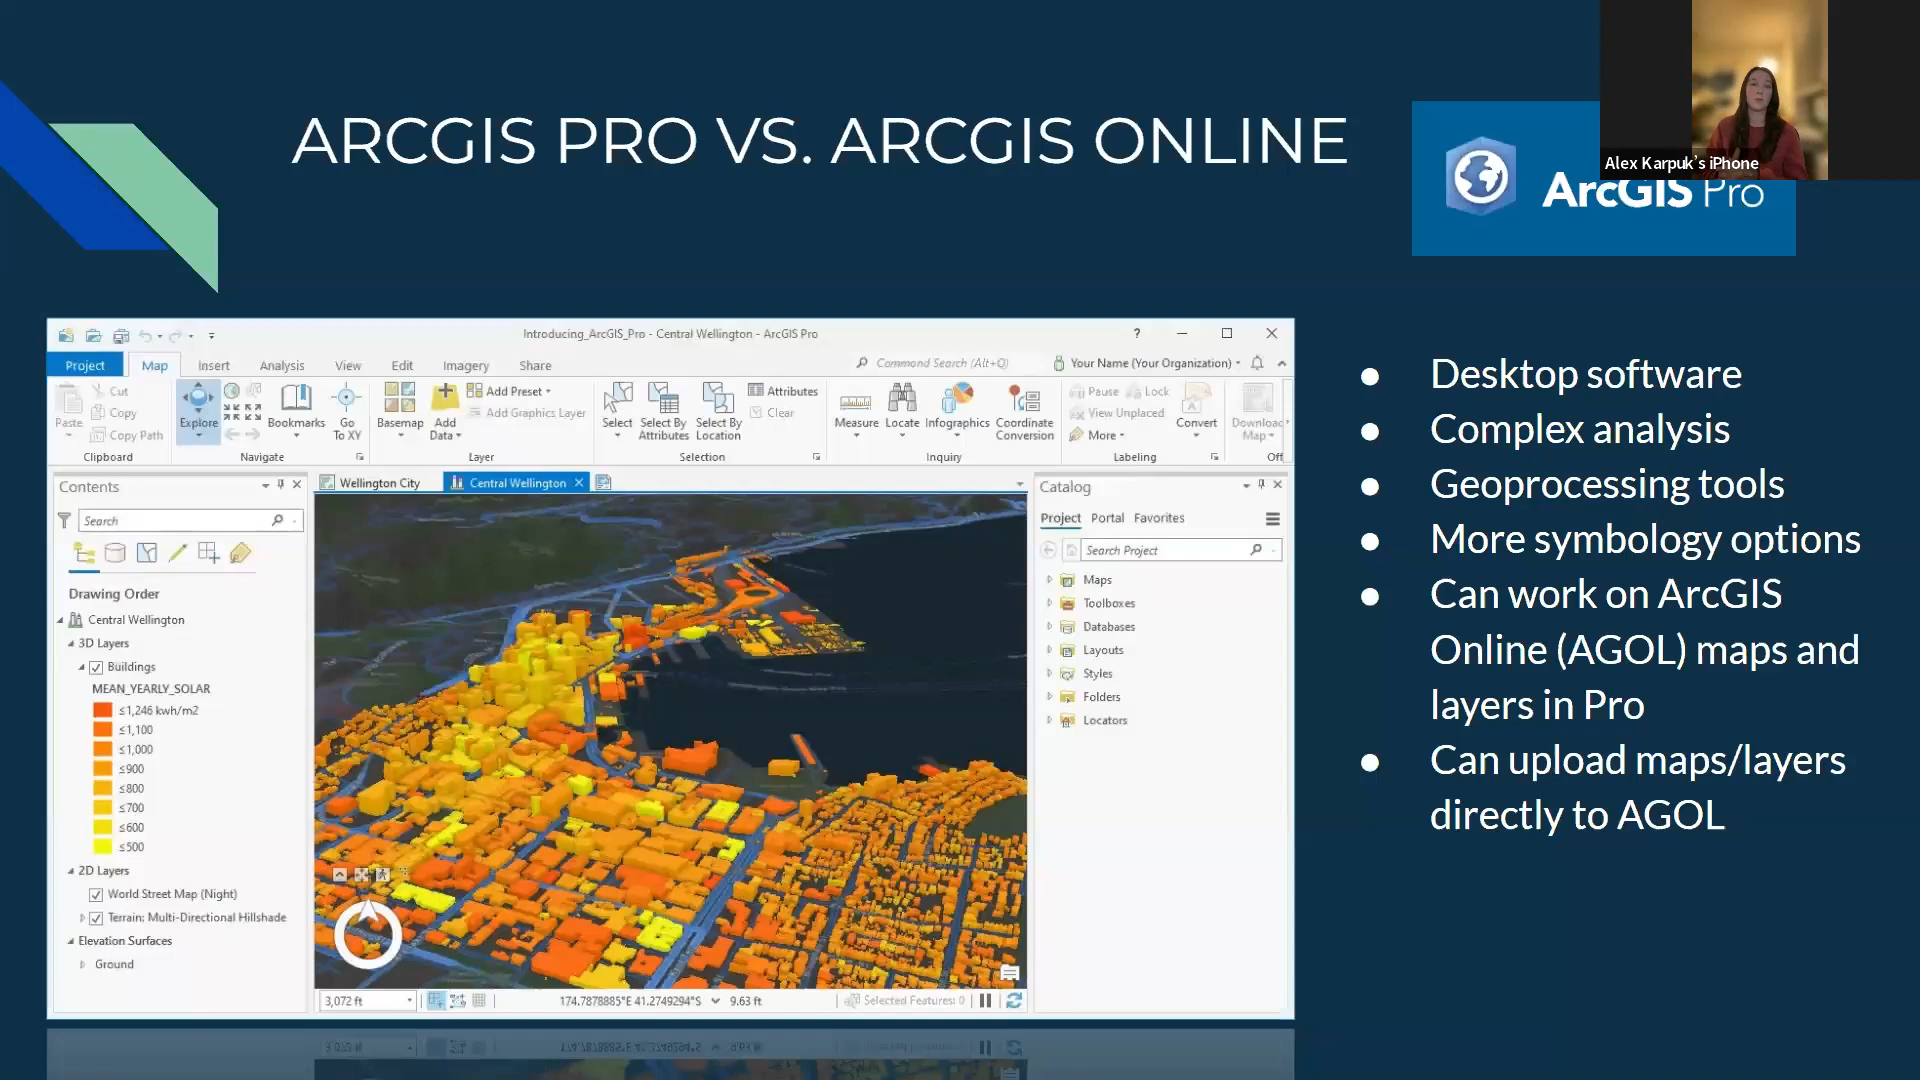 ARCGIS PRO VS. ARCGIS ONLINE
Alex Karpuk's iPhone
ArcGIS Pro
Introducing_ArcGIS_Pro - Central Wellington - ArcGIS Pro
?
Project Map Insert Analysis View Edit Imagery Share
Command Search (Alt+Q)
Your Name (Your Organization)
Paste
Cut
Copy
Copy Path
Clipboard
Explore
Bookmarks
Go To XY
Navigate
Basemap
Add Data
Add Preset
Add Graphics Layer
Layer
Select
Select By Attributes
Select By Location
Attributes
Clear
Selection
Measure
Locate
Infographics
Coordinate Conversion
Inquiry
Pause
Lock
View Unplaced
More
Convert
Labeling
Download Map
Off
Contents
Search
Drawing Order
Central Wellington
3D Layers
Buildings
MEAN_YEARLY_SOLAR
≤1,246 kwh/m2
≤1,100
≤1,000
≤900
≤800
≤700
≤600
≤500
2D Layers
World Street Map (Night)
Terrain: Multi-Directional Hillshade
Elevation Surfaces
Ground
Wellington City
Central Wellington
3,072 ft
174.7878885°E 41.2749294°S
9.63 ft
Selected Features: 0
Catalog
Project Portal Favorites
Search Project
Maps
Toolboxes
Databases
Layouts
Styles
Folders
Locators
● Desktop software
● Complex analysis
● Geoprocessing tools
● More symbology options
● Can work on ArcGIS
Online (AGOL) maps and
layers in Pro
● Can upload maps/layers
directly to AGOL